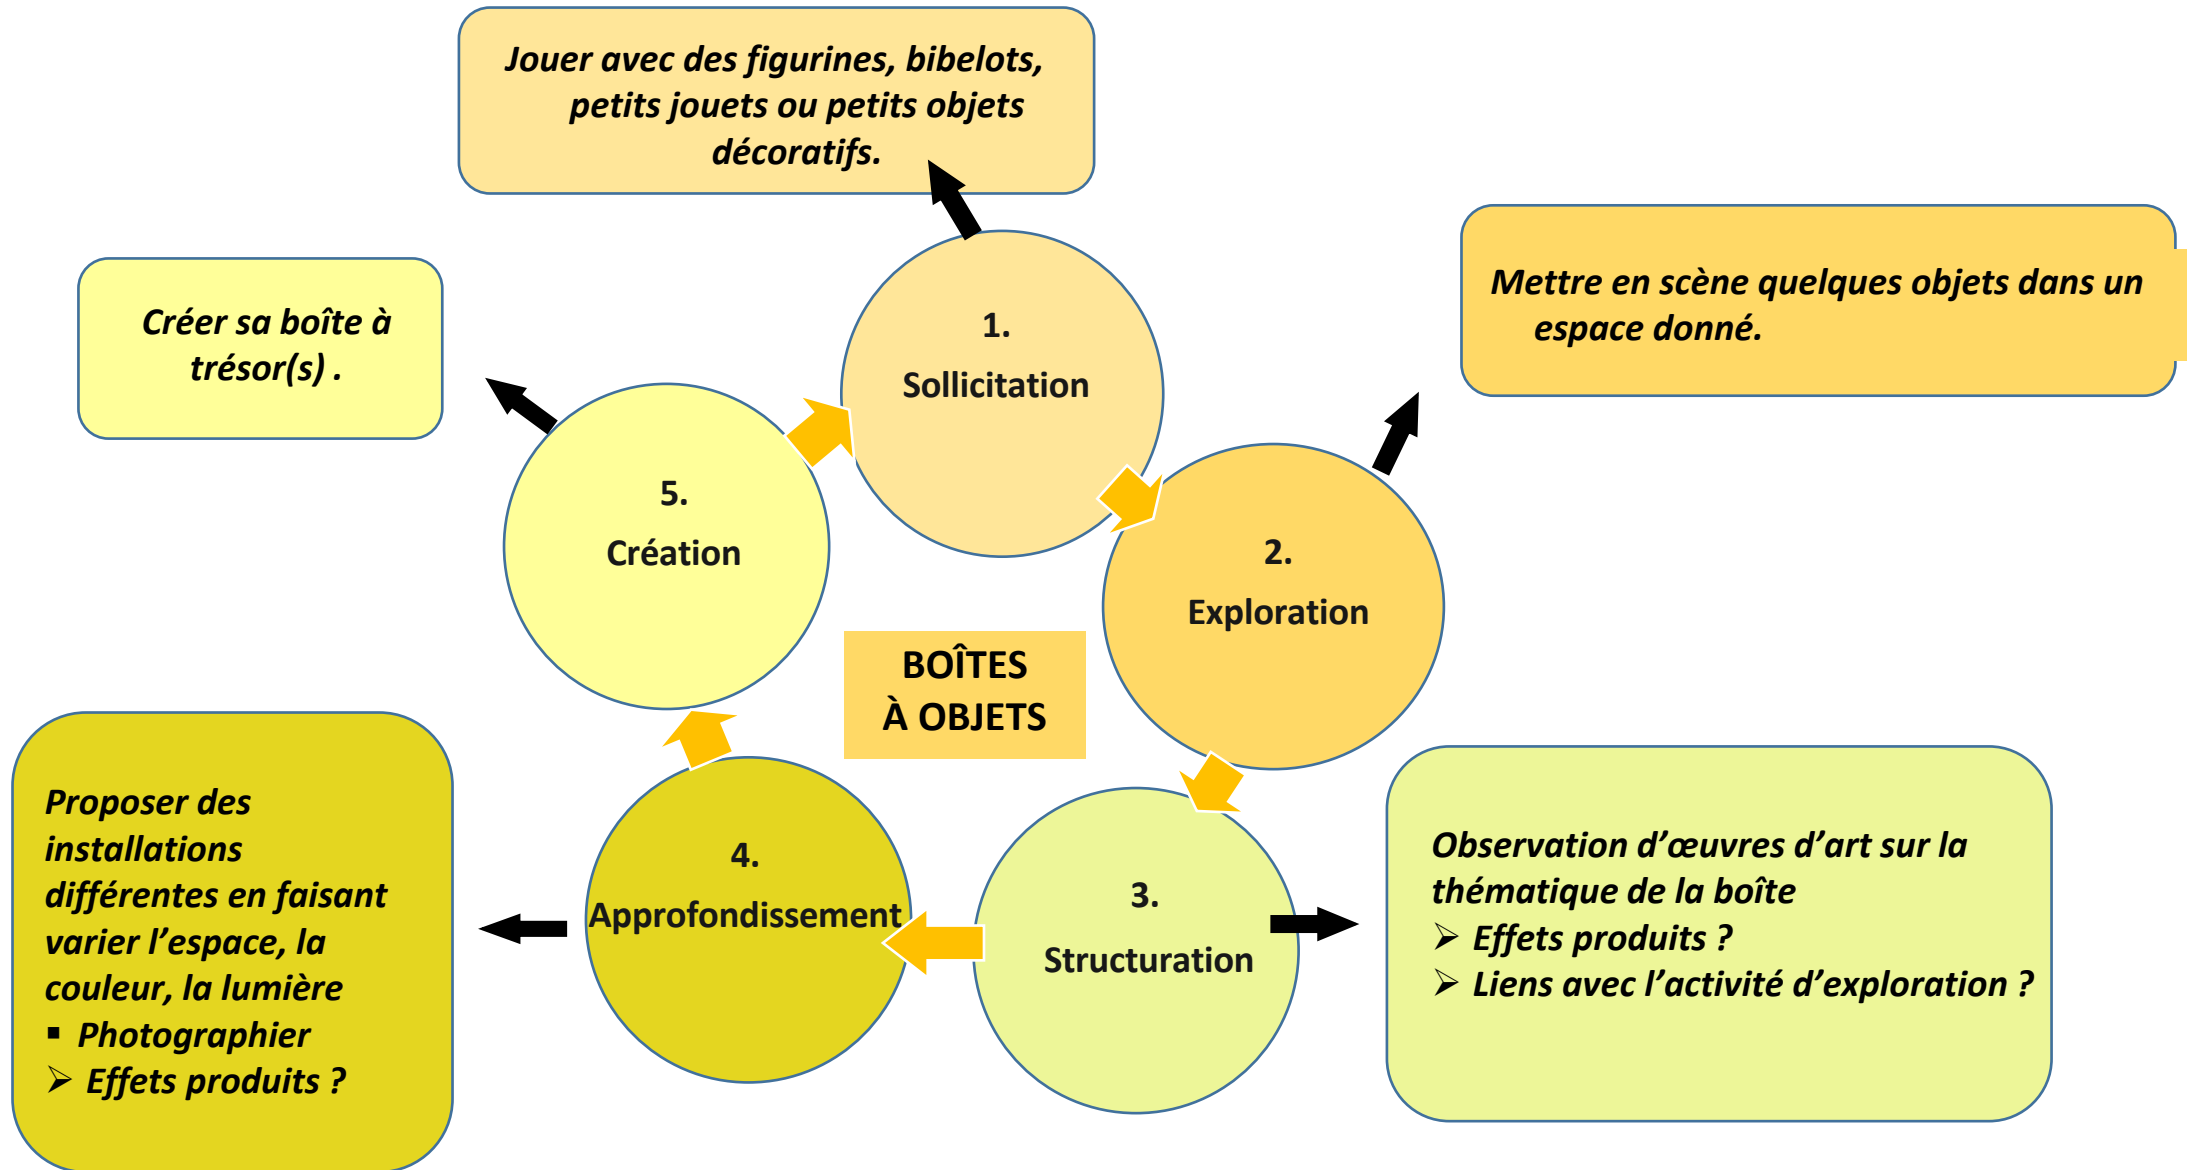 Jouer avec des figurines, bibelots,
petits jouets ou petits objets
décoratifs.
1.
Sollicitation
Mettre en scène quelques objets dans un
espace donné.
2.
Exploration
Observation d’œuvres d’art sur la
thématique de la boîte
➢ Effets produits ?
➢ Liens avec l’activité d’exploration ?
3.
Structuration
4.
Approfondissement
Proposer des
installations
différentes en faisant
varier l’espace, la
couleur, la lumière
▪ Photographier
➢ Effets produits ?
5.
Création
Créer sa boîte à
trésor(s) .
BOÎTES
À OBJETS